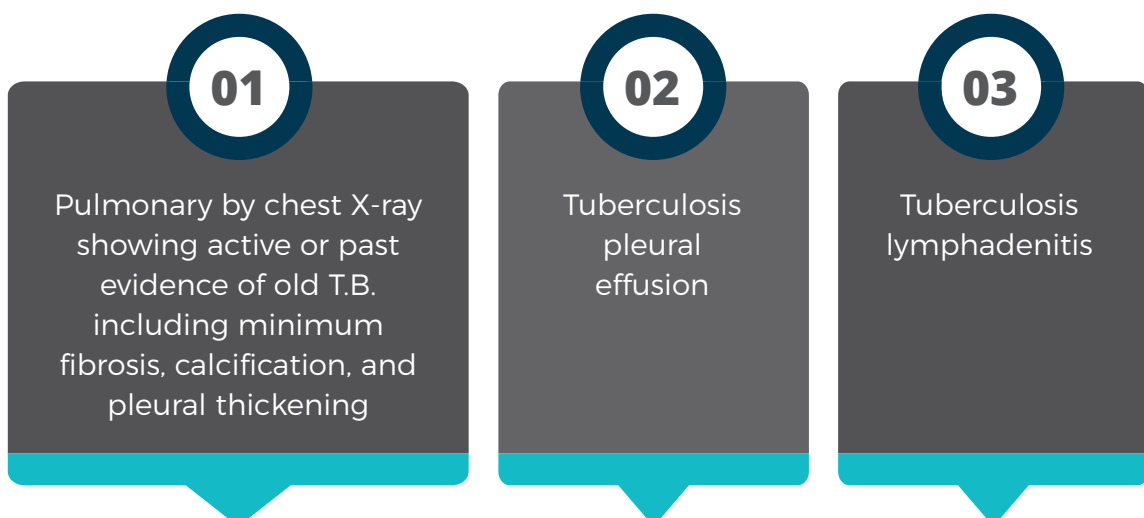 01
Pulmonary by chest X-ray
showing active or past
evidence of old T.B.
including minimum
fibrosis, calcification, and
pleural thickening
02
Tuberculosis
pleural
effusion
03
Tuberculosis
lymphadenitis